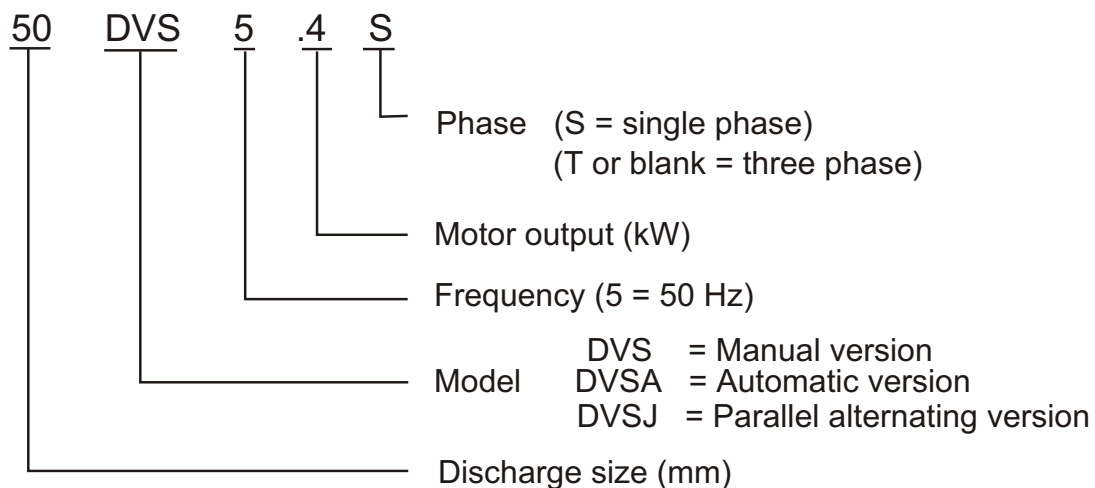 50 DVS 5 .4 S
Phase (S = single phase)
(T or blank = three phase)
Motor output (kW)
Frequency (5 = 50 Hz)
DVS = Manual version
Model DVSA = Automatic version
DVSJ = Parallel alternating version
Discharge size (mm)